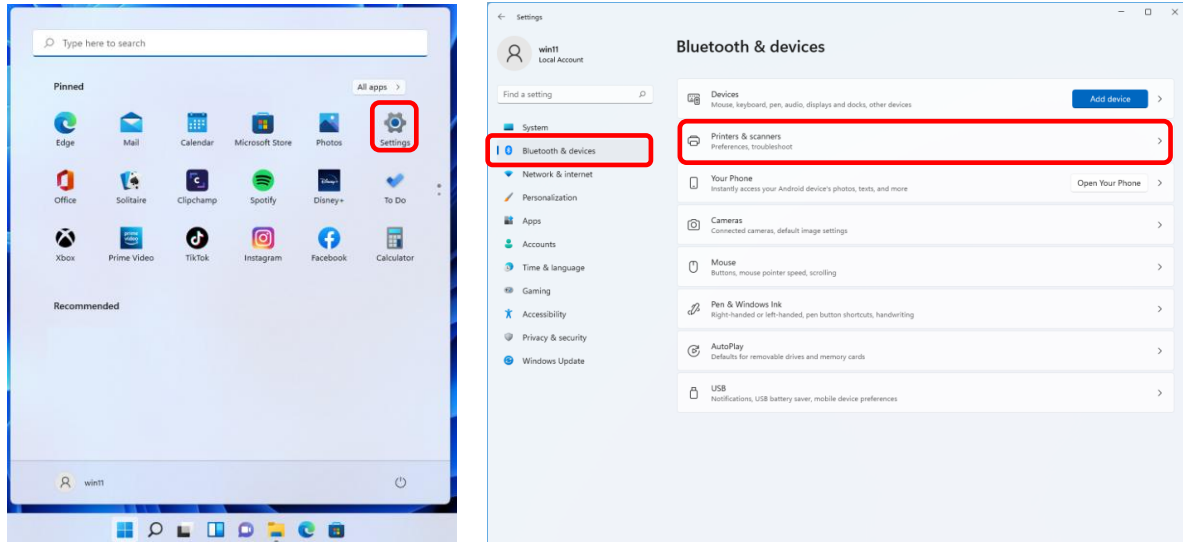 Type here to search
Pinned
All apps >
Edge
Mail
Calendar
Microsoft Store
Photos
Settings
Office
Solitaire
Clipchamp
Spotify
Disney+
To Do
Xbox
Prime Video
TikTok
Instagram
Facebook
Calculator
Recommended
win11
Settings
win11
Local Account
Find a setting
System
Bluetooth & devices
Network & internet
Personalization
Apps
Accounts
Time & language
Gaming
Accessibility
Privacy & security
Windows Update
Bluetooth & devices
Devices
Mouse, keyboard, pen, audio, displays and docks, other devices
Add device
Printers & scanners
Preferences, troubleshoot
Your Phone
Instantly access your Android device's photos, texts, and more
Open Your Phone
Cameras
Connected cameras, default image settings
Mouse
Buttons, mouse pointer speed, scrolling
Pen & Windows Ink
Right-handed or left-handed, pen button shortcuts, handwriting
AutoPlay
Defaults for removable drives and memory cards
USB
Notifications, USB battery saver, mobile device preferences